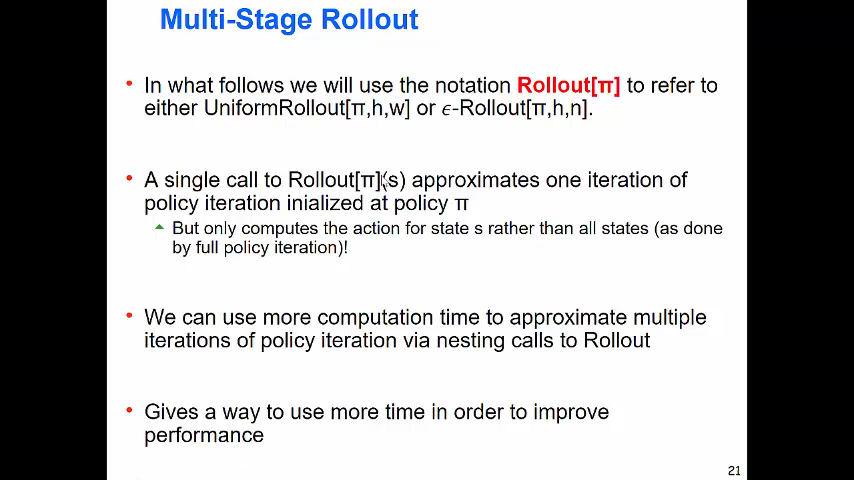 Multi-Stage Rollout
• In what follows we will use the notation Rollout[π] to refer to
either UniformRollout[π,h,w] or ϵ-Rollout[π,h,n].
• A single call to Rollout[π](s) approximates one iteration of
policy iteration inialized at policy π
But only computes the action for state s rather than all states (as done
by full policy iteration)!
• We can use more computation time to approximate multiple
iterations of policy iteration via nesting calls to Rollout
• Gives a way to use more time in order to improve
performance
21